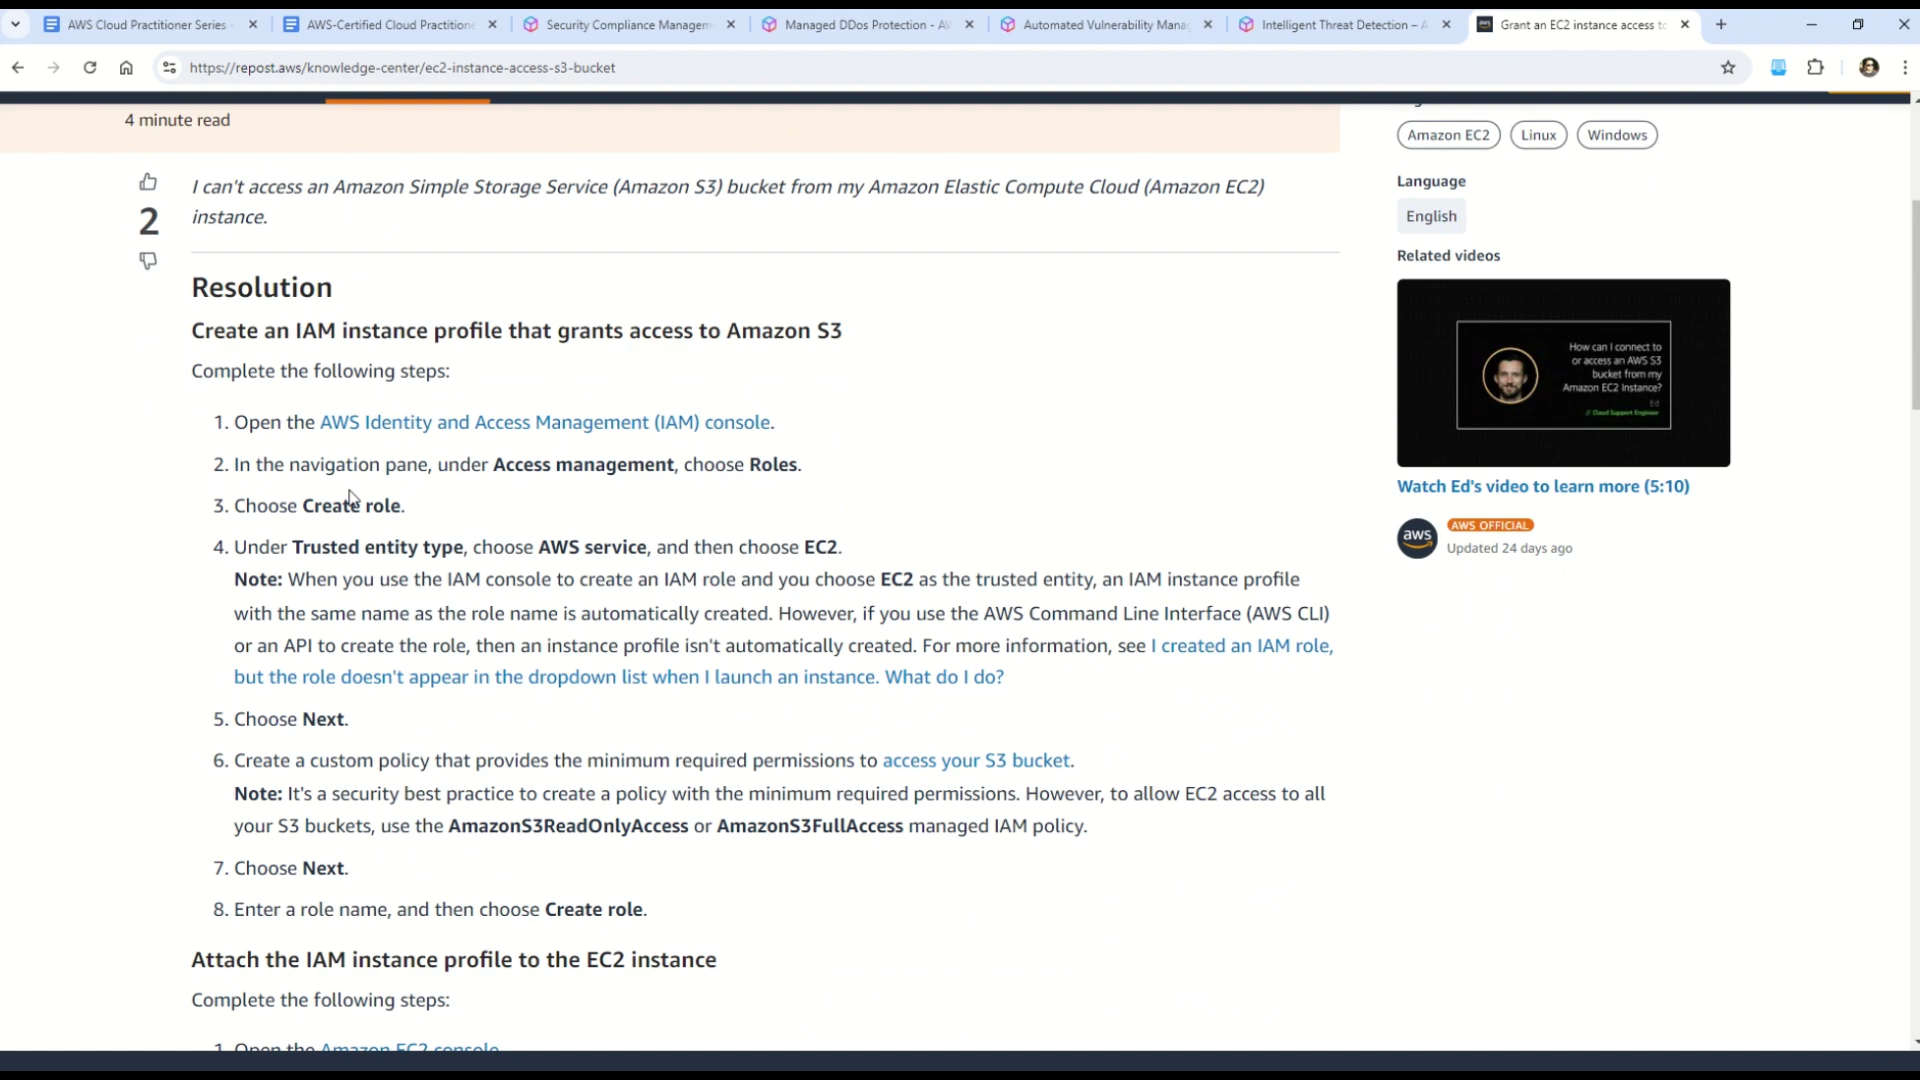 AWS Cloud Practitioner Series -
AWS-Certified Cloud Practitione
Security Compliance Managem
Managed DDos Protection - AW
Automated Vulnerability Manag
Intelligent Threat Detection – A
Grant an EC2 instance access to
https://repost.aws/knowledge-center/ec2-instance-access-s3-bucket
4 minute read
2
I can't access an Amazon Simple Storage Service (Amazon S3) bucket from my Amazon Elastic Compute Cloud (Amazon EC2)
instance.
Resolution
Create an IAM instance profile that grants access to Amazon S3
Complete the following steps:
1. Open the AWS Identity and Access Management (IAM) console.
2. In the navigation pane, under Access management, choose Roles.
3. Choose Create role.
4. Under Trusted entity type, choose AWS service, and then choose EC2.
Note: When you use the IAM console to create an IAM role and you choose EC2 as the trusted entity, an IAM instance profile
with the same name as the role name is automatically created. However, if you use the AWS Command Line Interface (AWS CLI)
or an API to create the role, then an instance profile isn't automatically created. For more information, see I created an IAM role,
but the role doesn't appear in the dropdown list when I launch an instance. What do I do?
5. Choose Next.
6. Create a custom policy that provides the minimum required permissions to access your S3 bucket.
Note: It's a security best practice to create a policy with the minimum required permissions. However, to allow EC2 access to all
your S3 buckets, use the AmazonS3ReadOnlyAccess or AmazonS3FullAccess managed IAM policy.
7. Choose Next.
8. Enter a role name, and then choose Create role.
Attach the IAM instance profile to the EC2 instance
Complete the following steps:
1. Open the Amazon EC2 console
Amazon EC2
Linux
Windows
Language
English
Related videos
How can I connect to
or access an AWS S3
bucket from my
Amazon EC2 Instance?
Ed
// Cloud Support Engineer
Watch Ed's video to learn more (5:10)
aws
AWS OFFICIAL
Updated 24 days ago